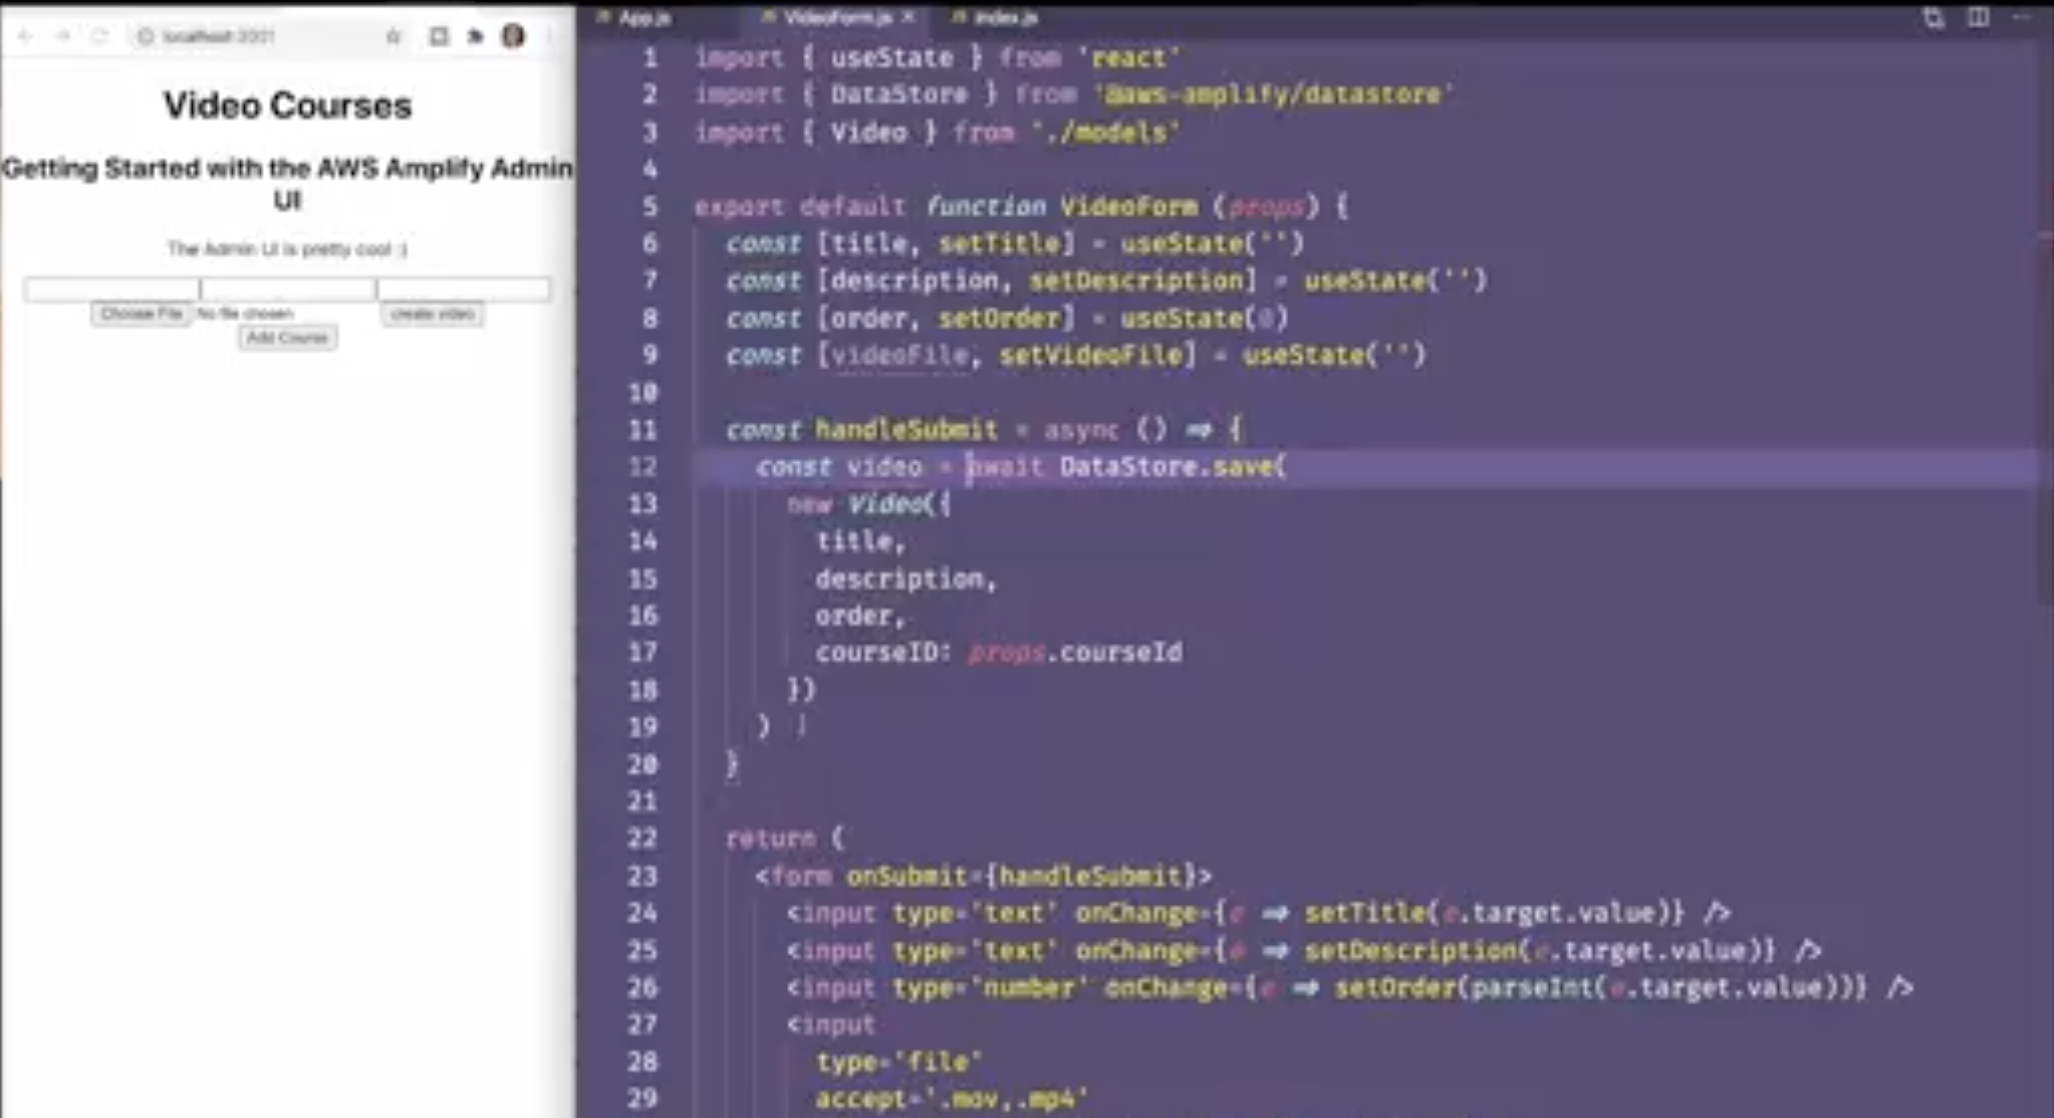 localhost:3001
Video Courses
Getting Started with the AWS Amplify Admin
UI
The Admin UI is pretty cool :)
Choose File No file chosen create video
Add Course
App.js VideoForm.js × index.js
1 import { useState } from 'react'
2 import { DataStore } from '@aws-amplify/datastore'
3 import { Video } from './models'
4
5 export default function VideoForm (props) {
6 const [title, setTitle] = useState('')
7 const [description, setDescription] = useState('')
8 const [order, setOrder] = useState(0)
9 const [videoFile, setVideoFile] = useState('')
10
11 const handleSubmit = async () => {
12 const video = await DataStore.save(
13 new Video({
14 title,
15 description,
16 order,
17 courseID: props.courseId
18 })
19 )
20 }
21
22 return (
23 <form onSubmit={handleSubmit}>
24 <input type='text' onChange={e => setTitle(e.target.value)} />
25 <input type='text' onChange={e => setDescription(e.target.value)} />
26 <input type='number' onChange={e => setOrder(parseInt(e.target.value))} />
27 <input
28 type='file'
29 accept='.mov,.mp4'